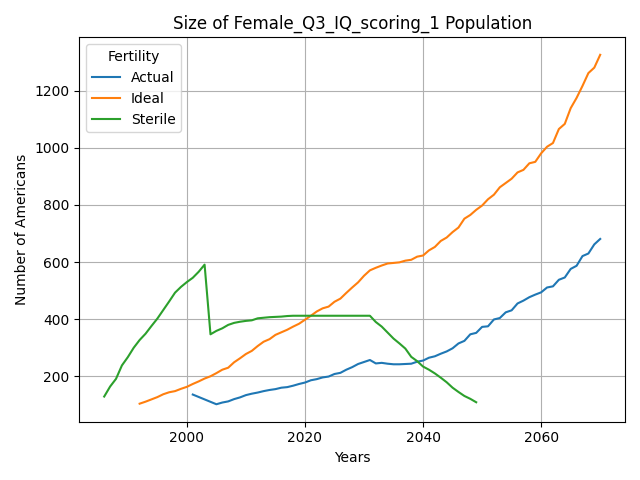 Size of Female_Q3_IQ_scoring_1 Population
Fertility
Actual
Ideal
Sterile
Number of Americans
1200
1000
800
600
400
200
2000
2020
2040
2060
Years